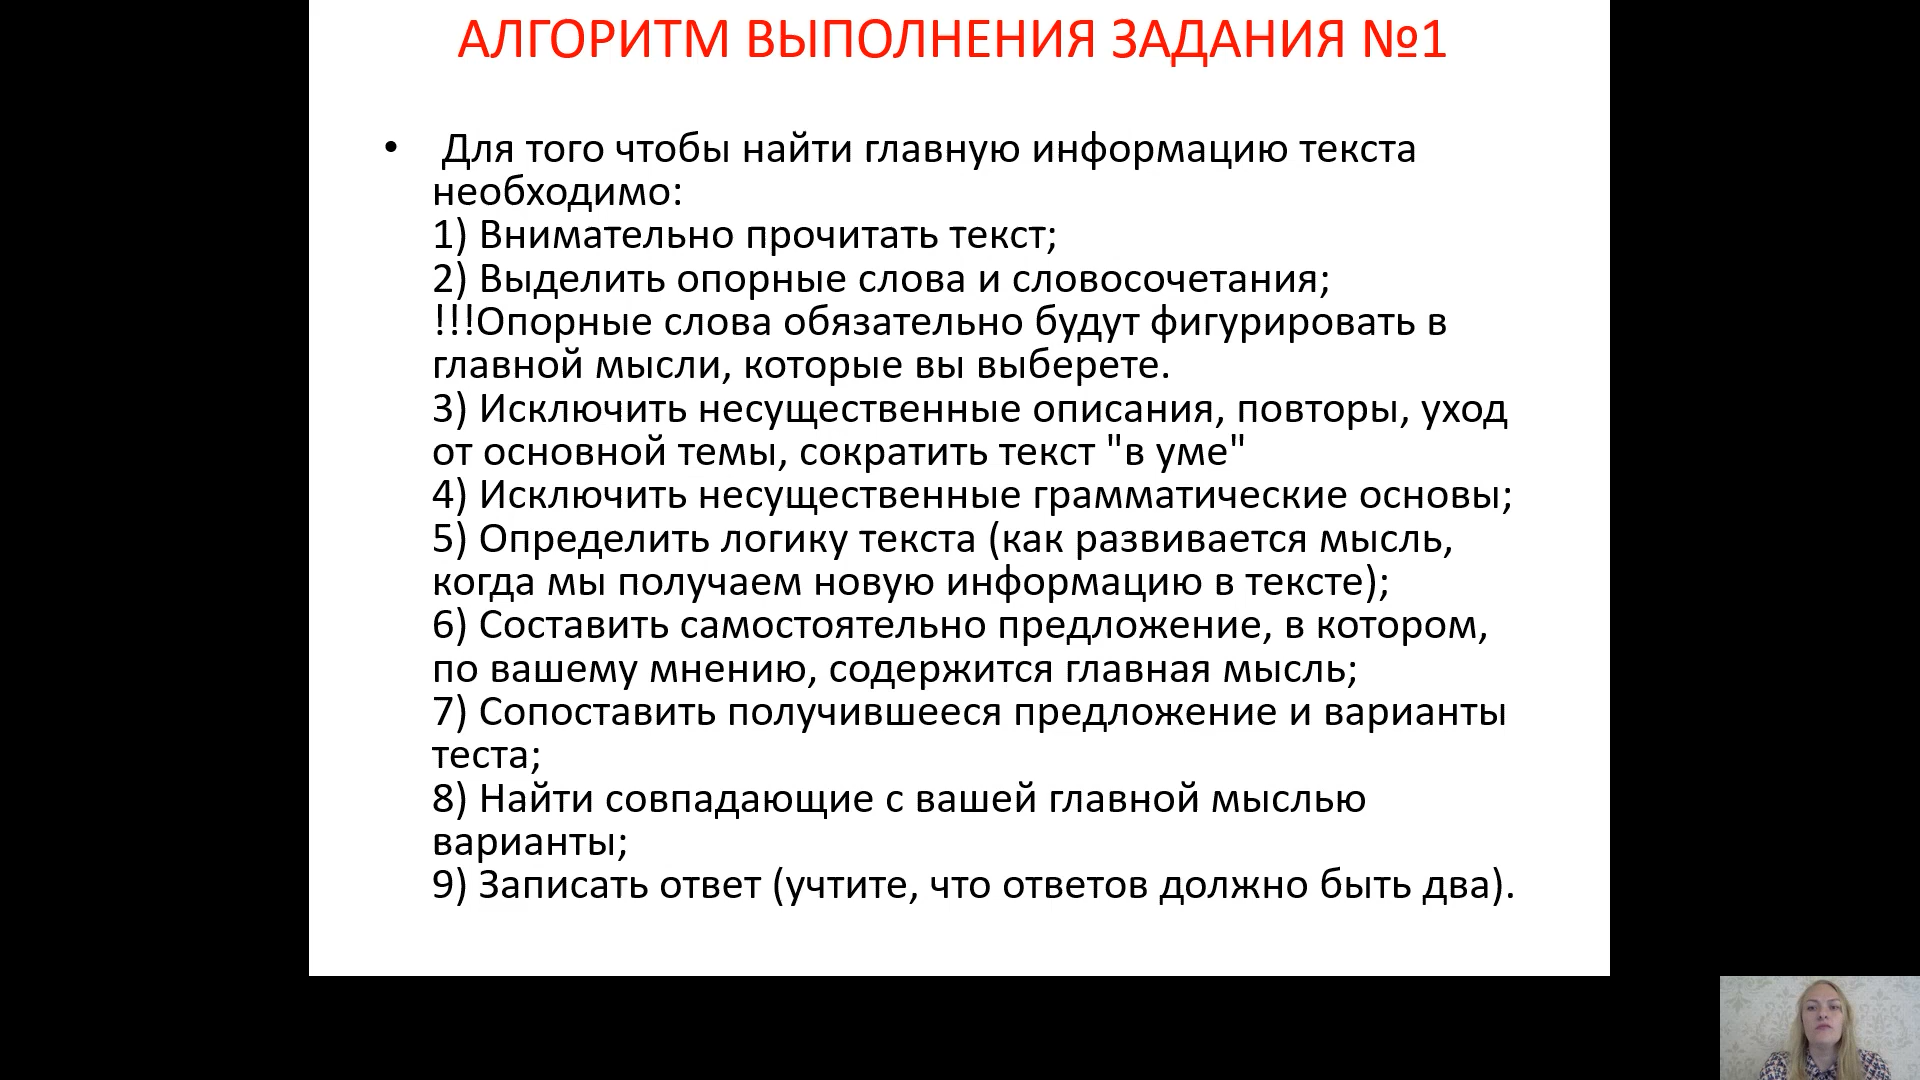 АЛГОРИТМ ВЫПОЛНЕНИЯ ЗАДАНИЯ №1
• Для того чтобы найти главную информацию текста
необходимо:
1) Внимательно прочитать текст;
2) Выделить опорные слова и словосочетания;
!!!Опорные слова обязательно будут фигурировать в
главной мысли, которые вы выберете.
3) Исключить несущественные описания, повторы, уход
от основной темы, сократить текст "в уме"
4) Исключить несущественные грамматические основы;
5) Определить логику текста (как развивается мысль,
когда мы получаем новую информацию в тексте);
6) Составить самостоятельно предложение, в котором,
по вашему мнению, содержится главная мысль;
7) Сопоставить получившееся предложение и варианты
теста;
8) Найти совпадающие с вашей главной мыслью
варианты;
9) Записать ответ (учтите, что ответов должно быть два).